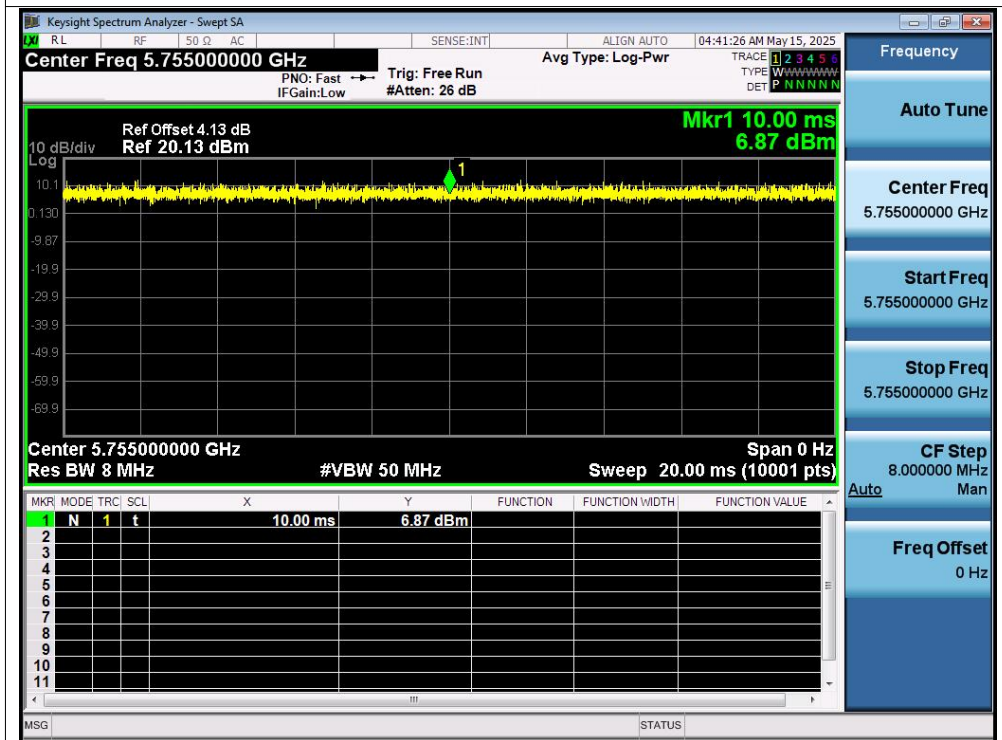 Keysight Spectrum Analyzer - Swept SA
LXI RL RF 50 Ω AC SENSE:INT ALIGN AUTO 04:41:26 AM May 15, 2025
Center Freq 5.755000000 GHz
PNO: Fast
IFGain:Low
Trig: Free Run
#Atten: 26 dB
Avg Type: Log-Pwr
TRACE 1 2 3 4 5 6
TYPE WWWWWWW
DET P N N N N N
Frequency
Auto Tune
Center Freq
5.755000000 GHz
Start Freq
5.755000000 GHz
Stop Freq
5.755000000 GHz
CF Step
8.000000 MHz
Auto Man
Freq Offset
0 Hz
Mkr1 10.00 ms
6.87 dBm
Ref Offset 4.13 dB
10 dB/div Ref 20.13 dBm
Log
1
10.1
0.130
-9.87
-19.9
-29.9
-39.9
-49.9
-59.9
-69.9
Center 5.755000000 GHz Span 0 Hz
Res BW 8 MHz #VBW 50 MHz Sweep 20.00 ms (10001 pts)
MKR MODE TRC SCL X Y FUNCTION FUNCTION WIDTH FUNCTION VALUE
1 N 1 t 10.00 ms 6.87 dBm
2
3
4
5
6
7
8
9
10
11
MSG STATUS